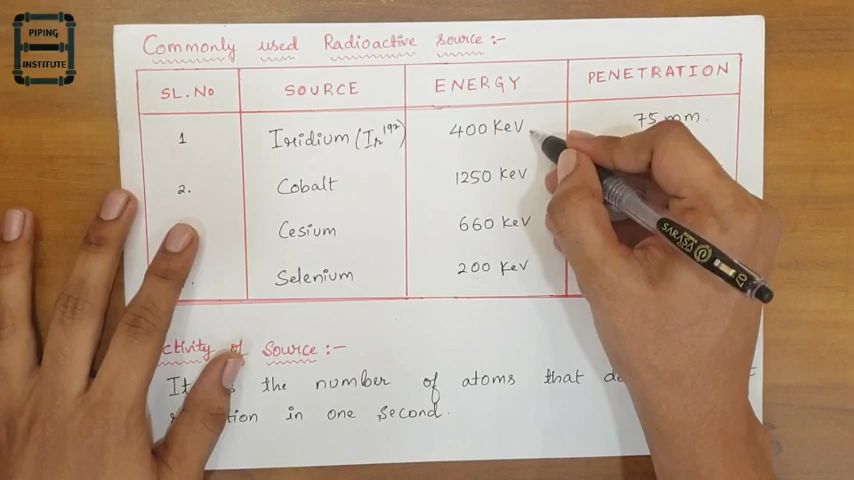 PIPING
INSTITUTE
Commonly used Radioactive source :-
SL.No SOURCE ENERGY PENETRATION
1 Iridium (Ir¹⁹²) 400 KeV 75 mm.
2. Cobalt 1250 KeV
Cesium 660 KeV
Selenium 200 KeV
of Source :-
the number of atoms that
in one second.
SARASA
07